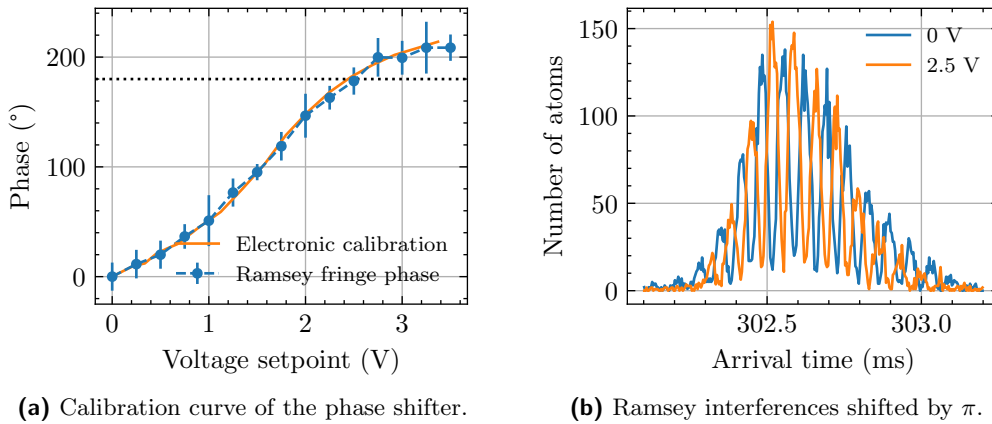 200
100
0
Phase (°)
0
1
2
3
Voltage setpoint (V)
Electronic calibration
Ramsey fringe phase
(a) Calibration curve of the phase shifter.
150
100
50
0
Number of atoms
302.5
303.0
Arrival time (ms)
0 V
2.5 V
(b) Ramsey interferences shifted by π.